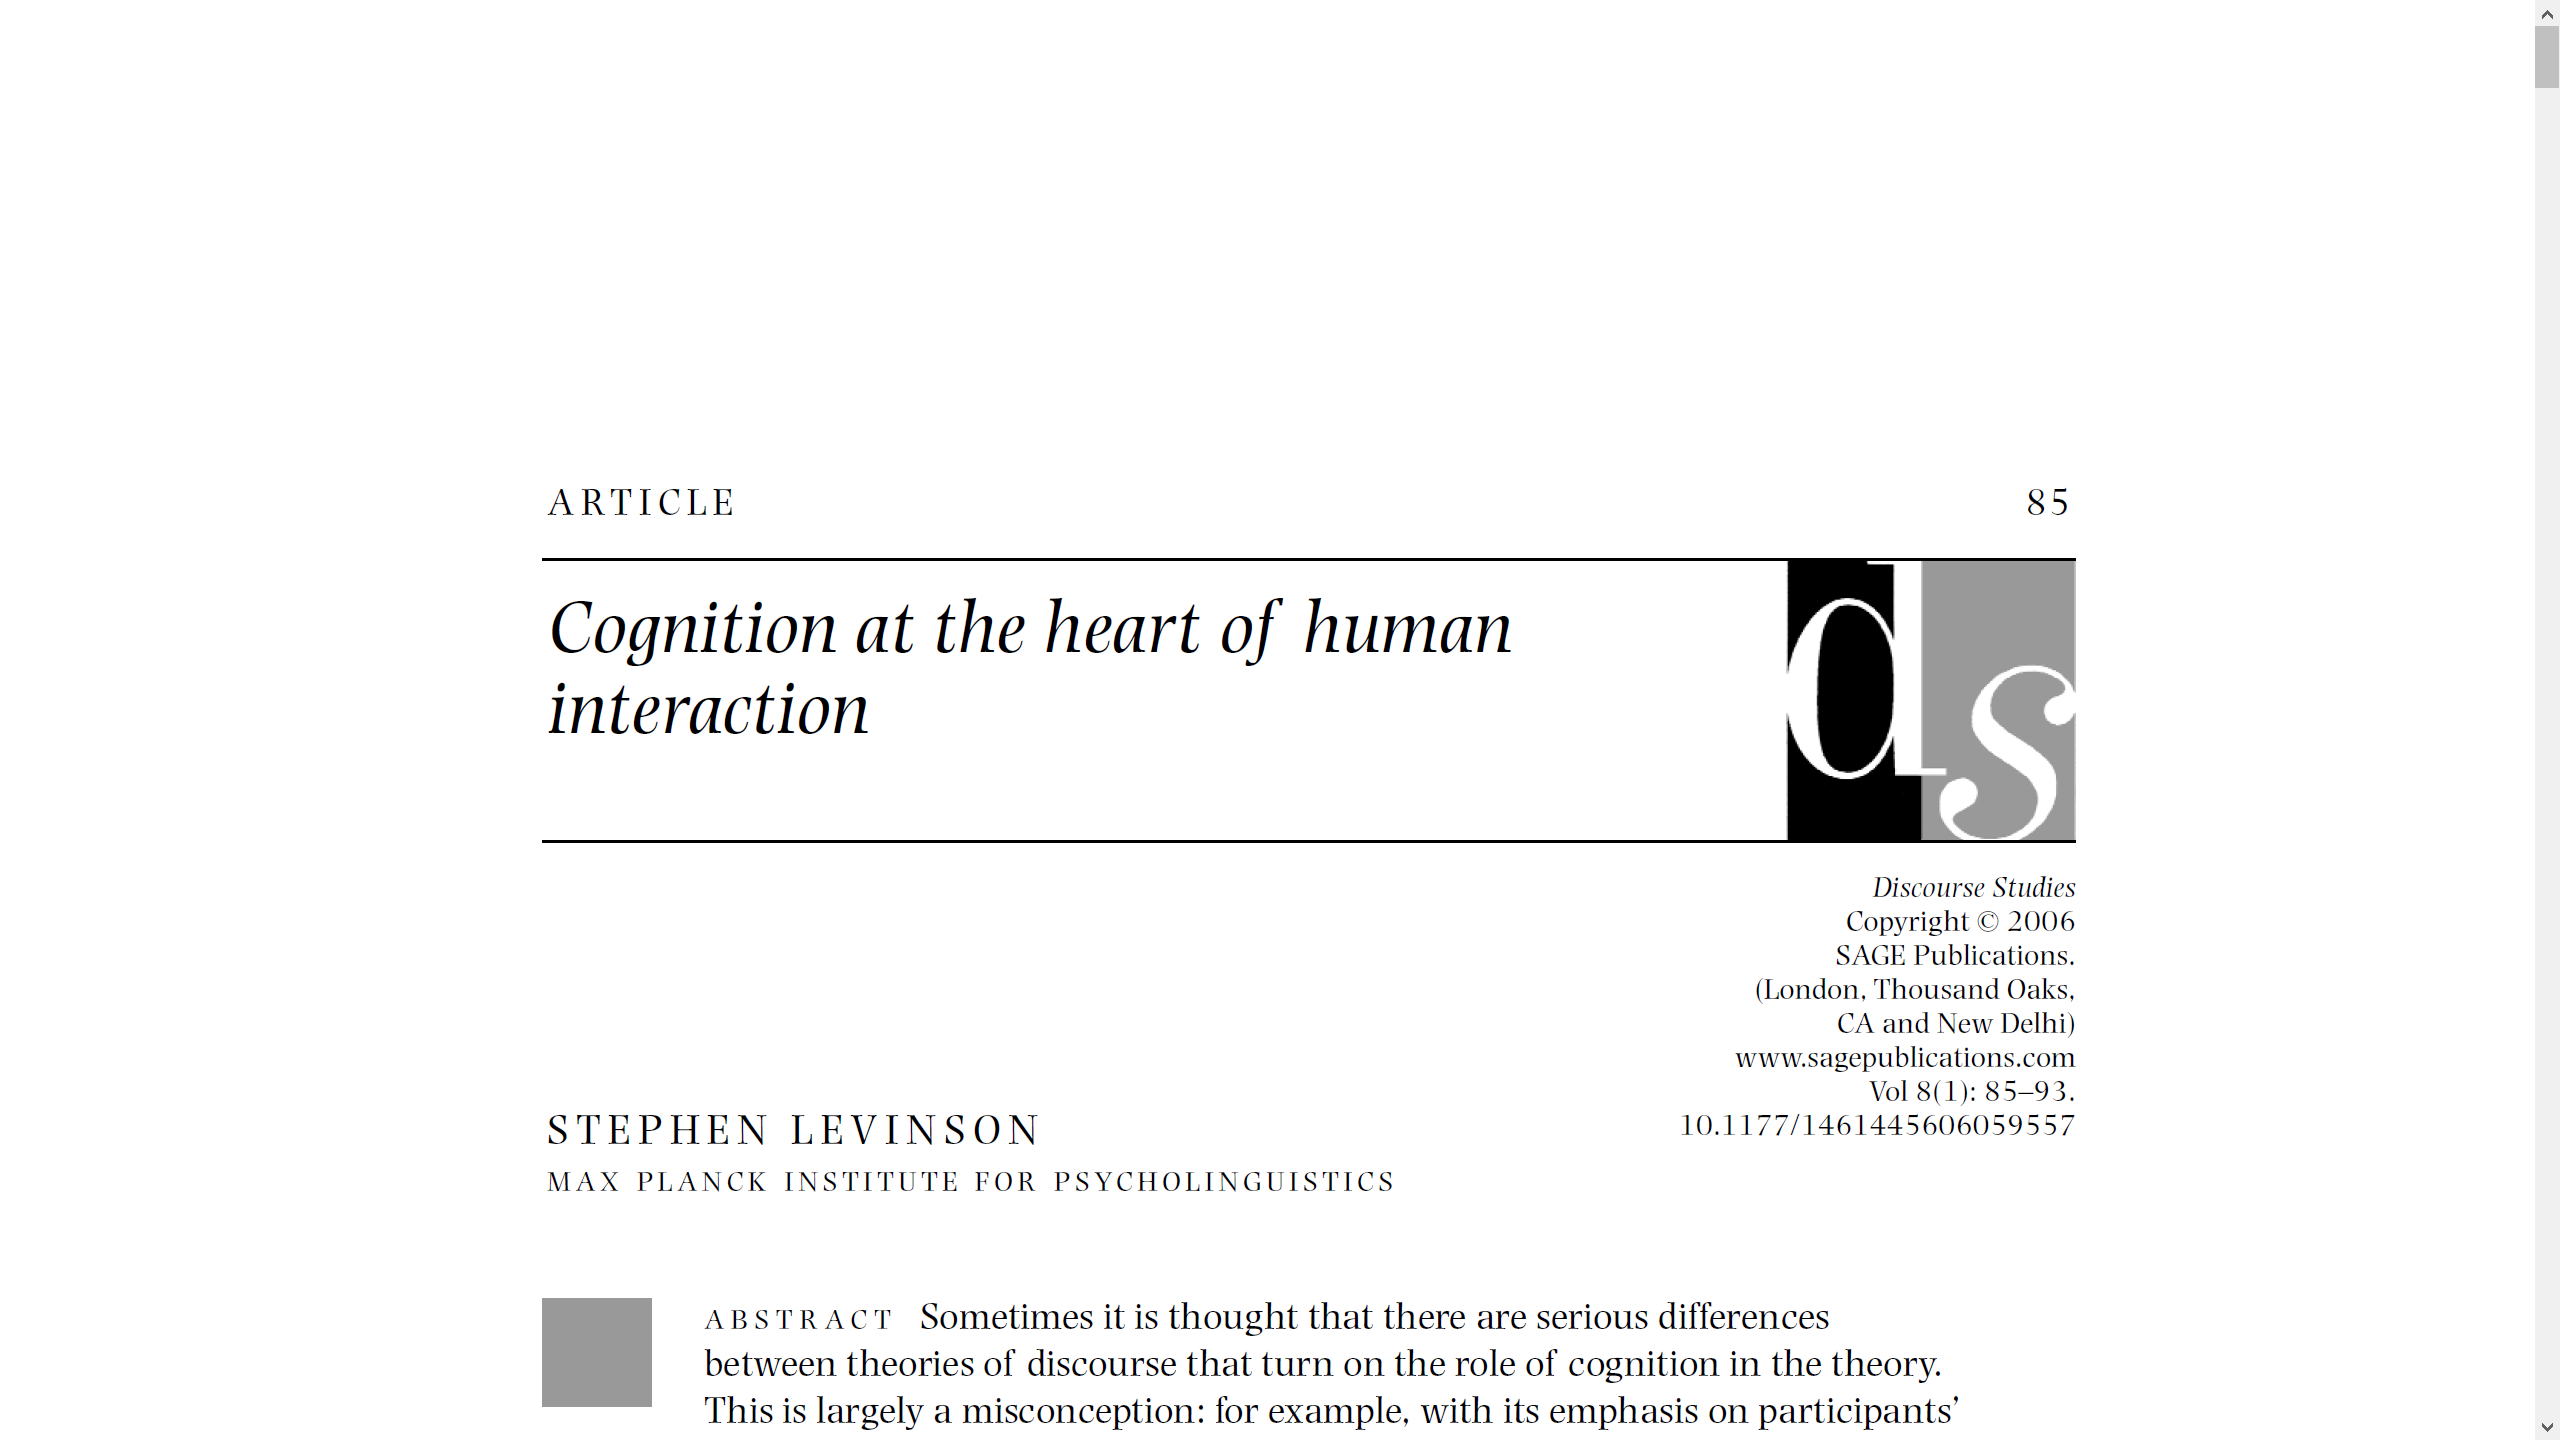 ARTICLE 85
Cognition at the heart of human
interaction
ds
Discourse Studies
Copyright © 2006
SAGE Publications.
(London, Thousand Oaks,
CA and New Delhi)
www.sagepublications.com
Vol 8(1): 85–93.
10.1177/1461445606059557
STEPHEN LEVINSON
MAX PLANCK INSTITUTE FOR PSYCHOLINGUISTICS
ABSTRACT Sometimes it is thought that there are serious differences
between theories of discourse that turn on the role of cognition in the theory.
This is largely a misconception: for example, with its emphasis on participants’